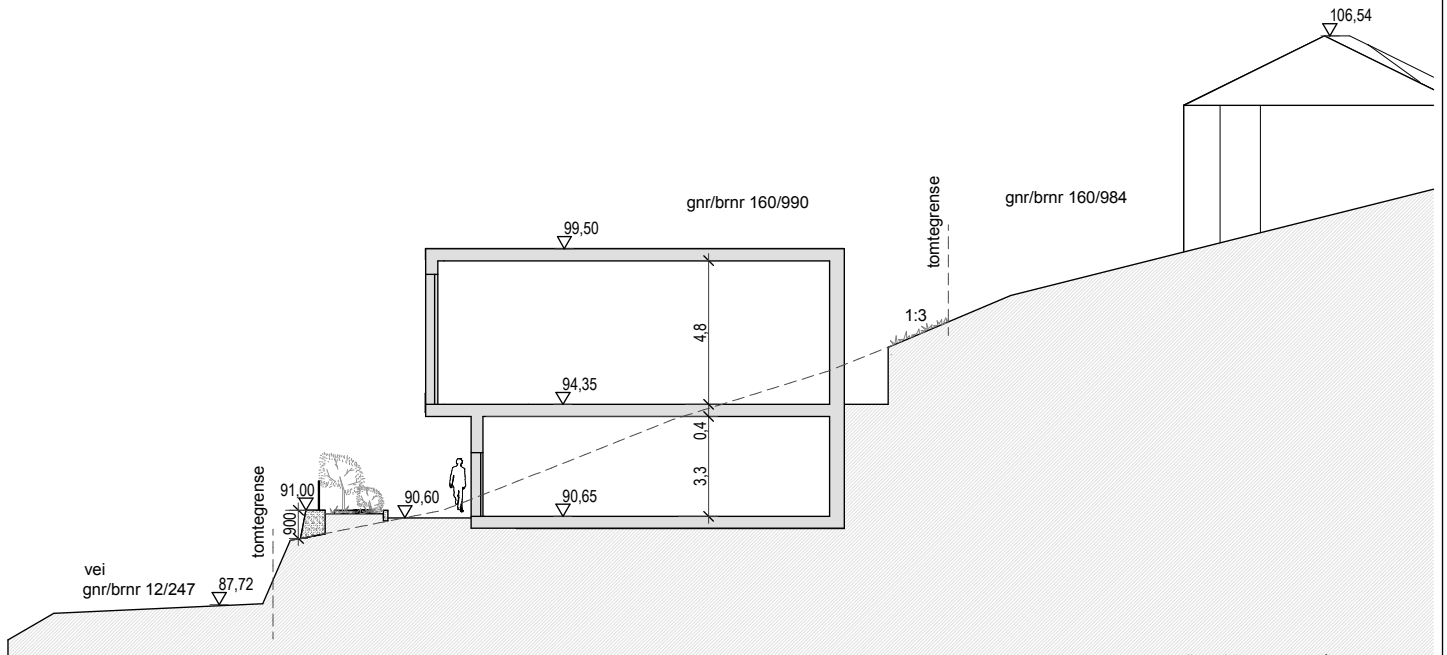 106,54
gnr/brnr 160/990
tomtegrense
gnr/brnr 160/984
99,50
1:3
4,8
94,35
0,4
3,3
tomtegrense
91,00
900
90,60
90,65
vei
gnr/brnr 12/247
87,72